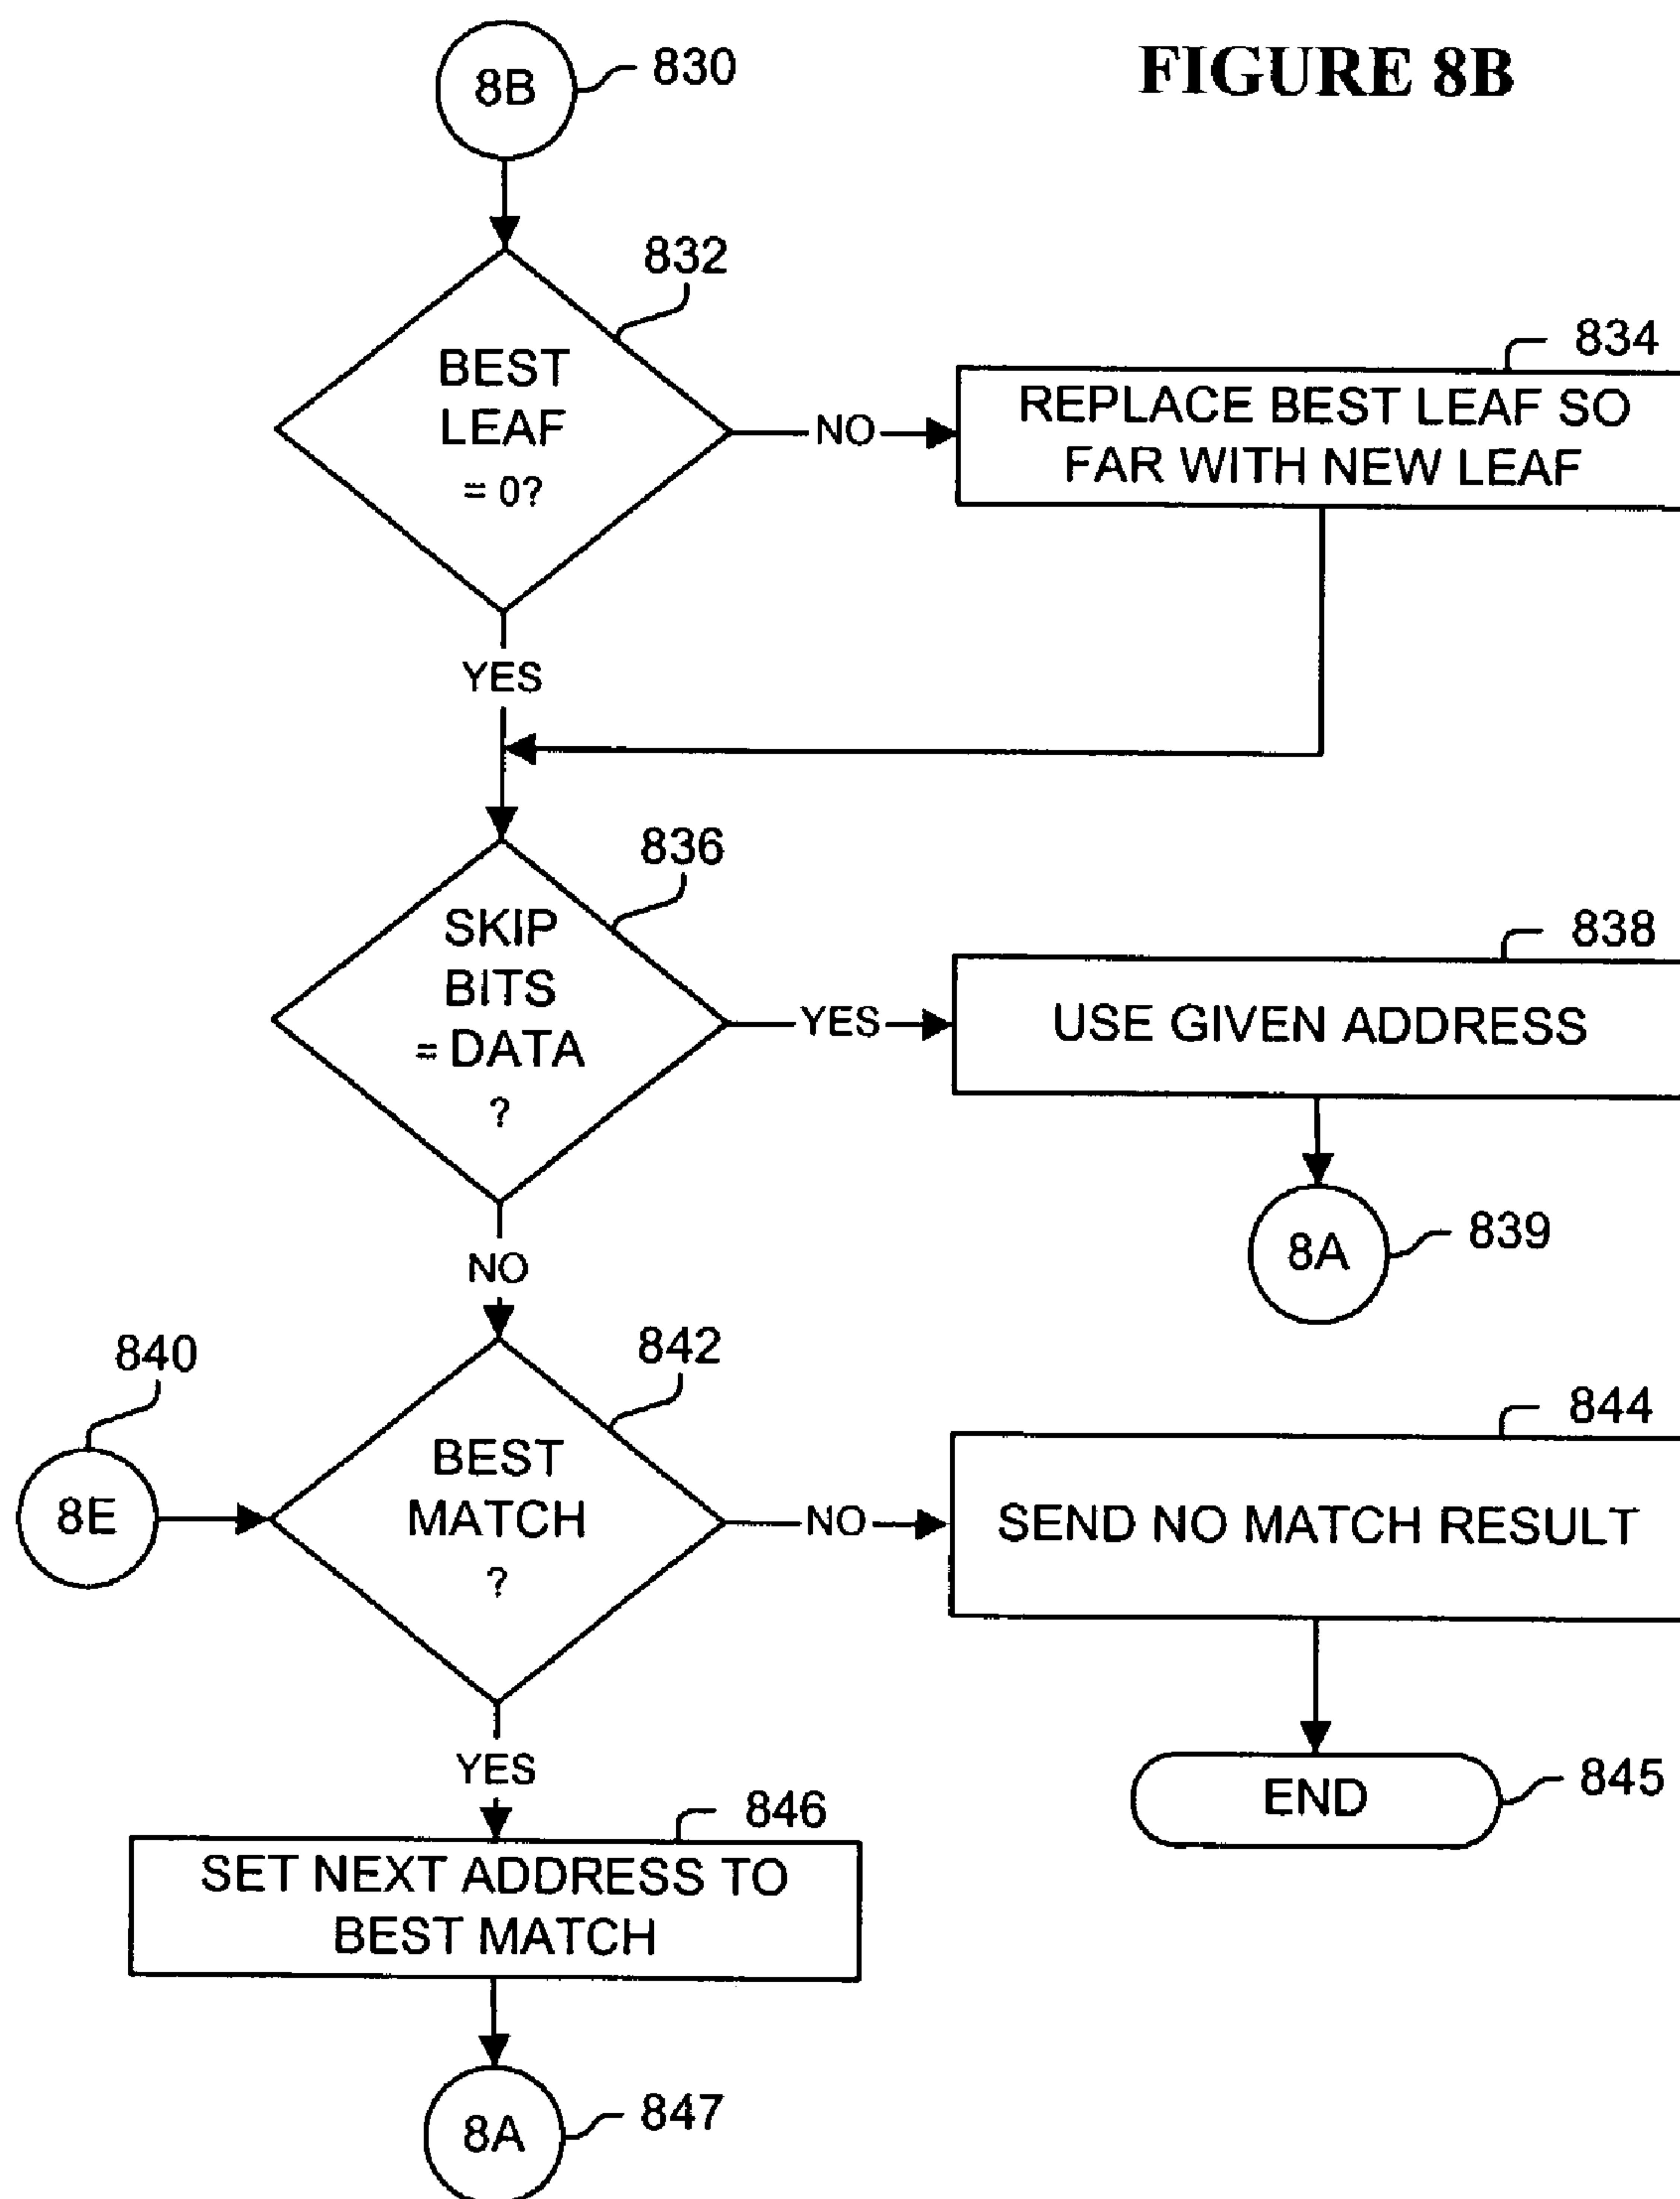 FIGURE 8B
8B
830
832
BEST
LEAF
= 0?
NO
834
REPLACE BEST LEAF SO
FAR WITH NEW LEAF
YES
836
SKIP
BITS
= DATA
?
YES
838
USE GIVEN ADDRESS
8A
839
NO
840
8E
842
BEST
MATCH
?
NO
844
SEND NO MATCH RESULT
END
845
YES
846
SET NEXT ADDRESS TO
BEST MATCH
8A
847